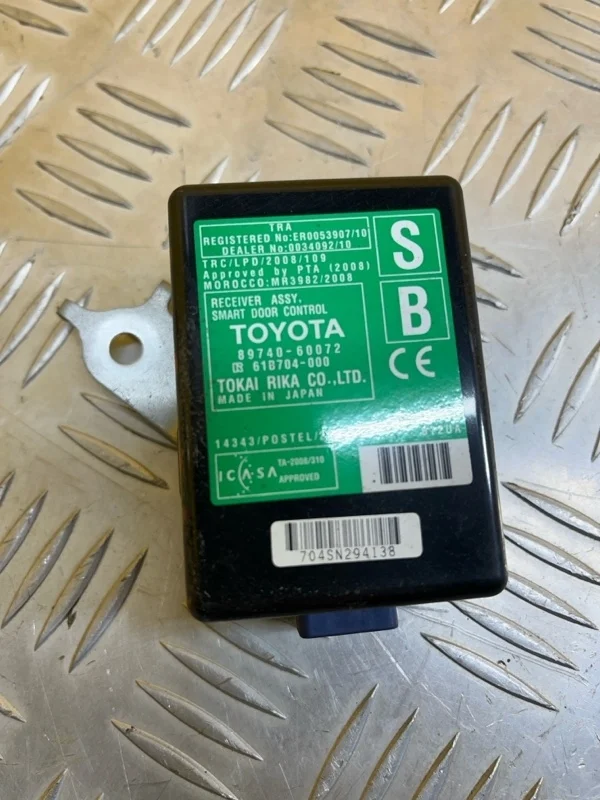 TRA
REGISTERED No:ER0053907/10
DEALER No:0034092/10
TRC/LPD/2008/109
Approved by PTA (2008)
MOROCCO:MR3982/2008
S
B
RECEIVER ASSY,
SMART DOOR CONTROL
TOYOTA
89740-60072
61B704-000
TOKAI RIKA CO.,LTD.
MADE IN JAPAN
CE
14343/POSTEL/2
ICASA
TA-2008/310
APPROVED
704SN294138